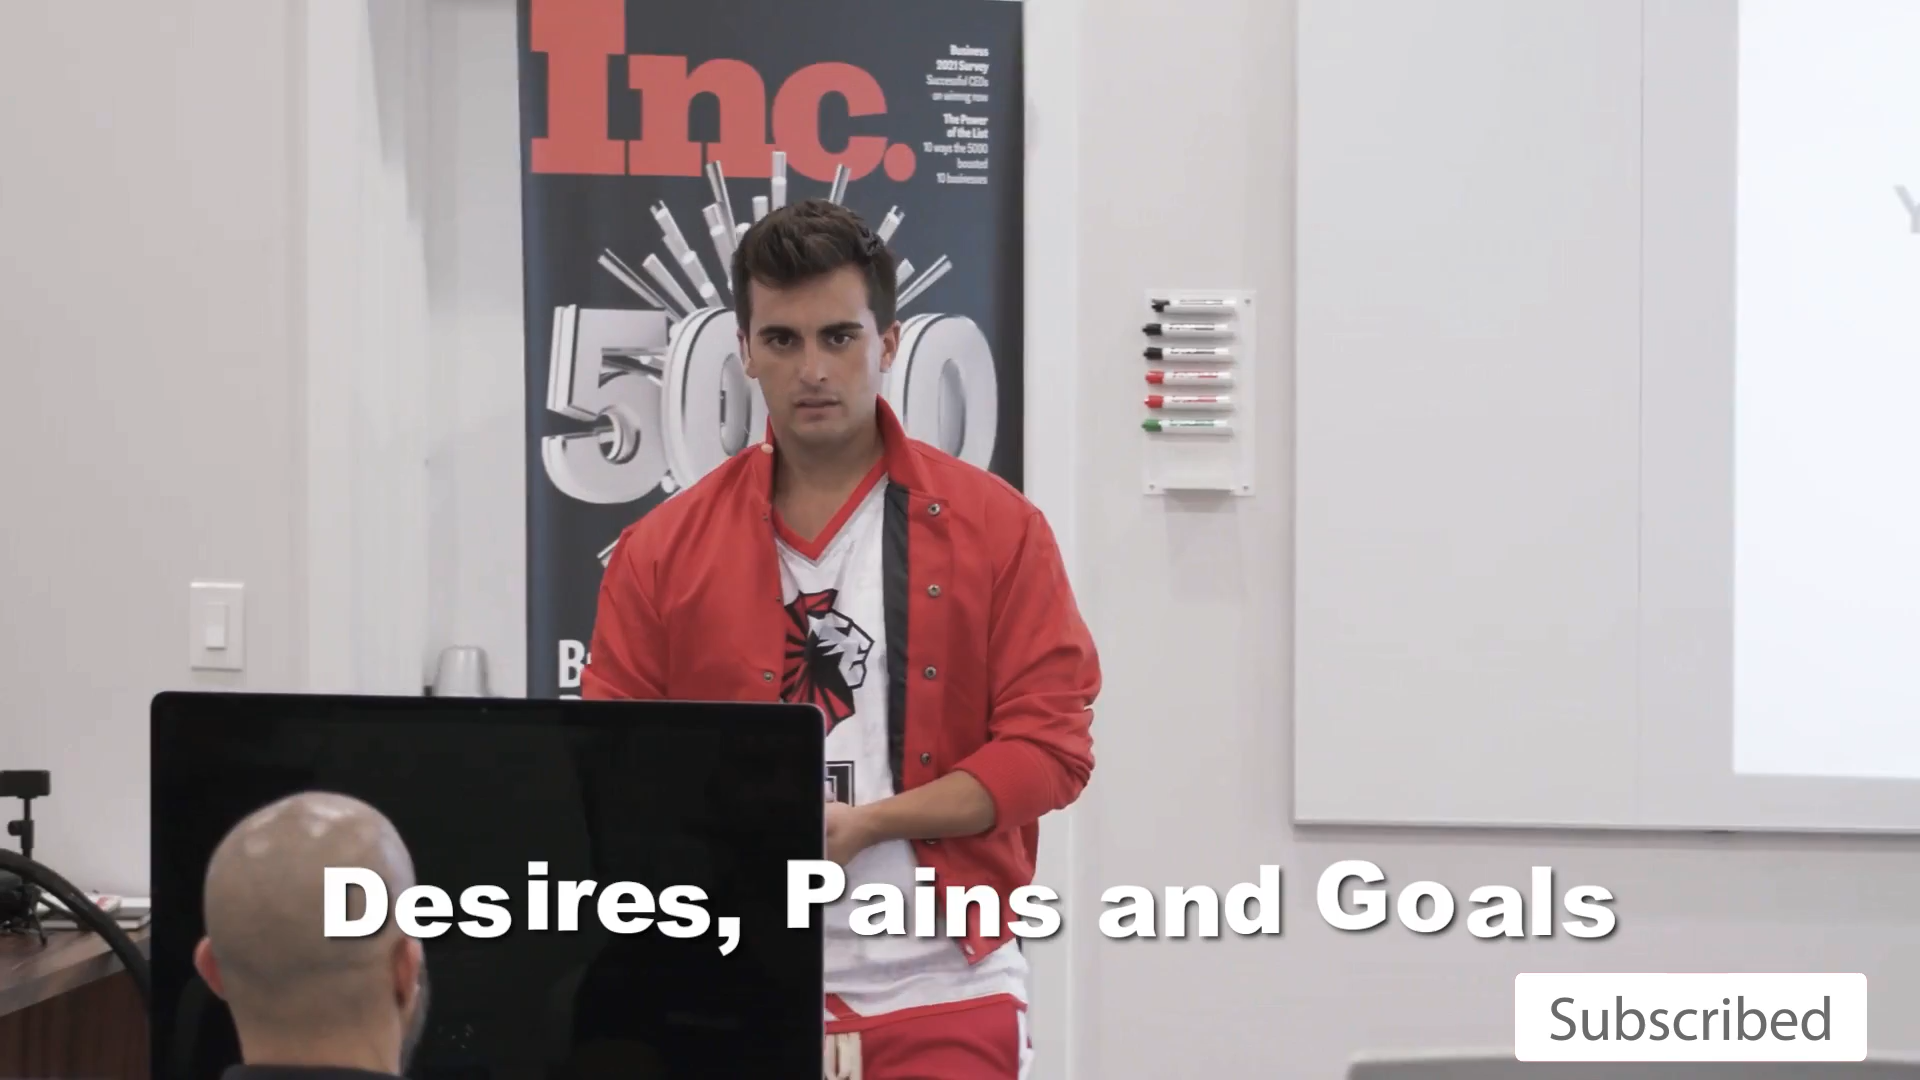 Inc.
Business
2021 Survey
Successful CEOs
on winning now
The Power
of the List
10 ways the 5000
boosted
10 businesses
Y
Desires, Pains and Goals
Subscribed